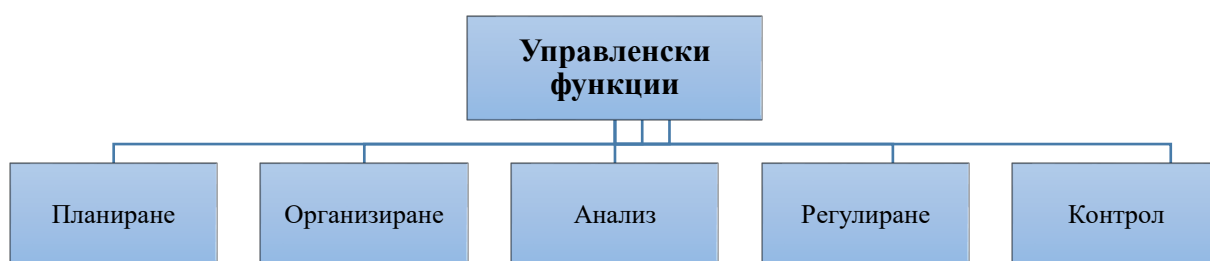 Управленски
функции
Планиране
Организиране
Анализ
Регулиране
Контрол